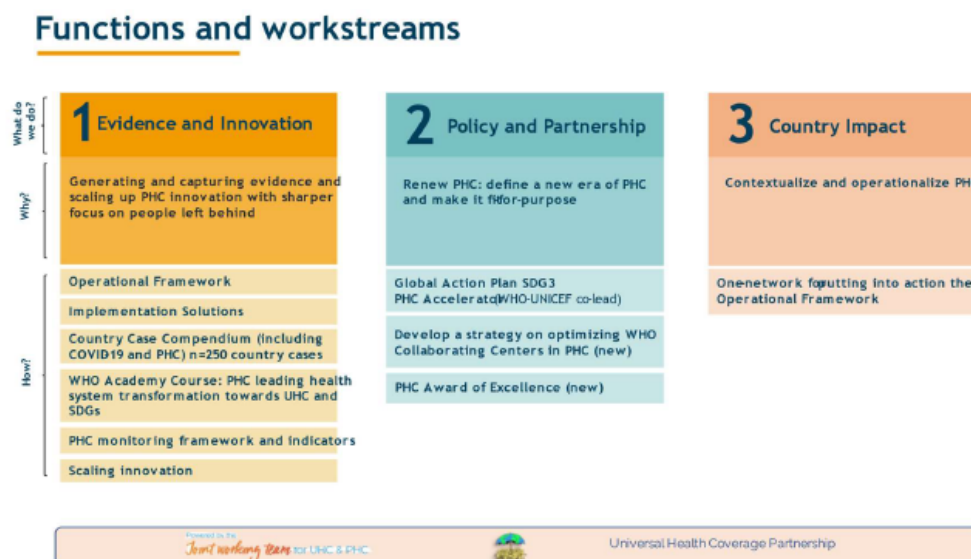 Functions and workstreams
What do
we do?
1 Evidence and Innovation
2 Policy and Partnership
3 Country Impact
Why?
Generating and capturing evidence and
scaling up PHC innovation with sharper
focus on people left behind
Renew PHC: define a new era of PHC
and make it fitfor-purpose
Contextualize and operationalize PH
How?
Operational Framework
Implementation Solutions
Country Case Compendium (including
COVID19 and PHC) n=250 country cases
WHO Academy Course: PHC leading health
system transformation towards UHC and
SDGs
PHC monitoring framework and indicators
Scaling innovation
Global Action Plan SDG3
PHC Accelerator (WHO-UNICEF co-lead)
Develop a strategy on optimizing WHO
Collaborating Centers in PHC (new)
PHC Award of Excellence (new)
One-network for putting into action the
Operational Framework
Powered by the
Joint working team for UHC & PHC
Universal Health Coverage Partnership